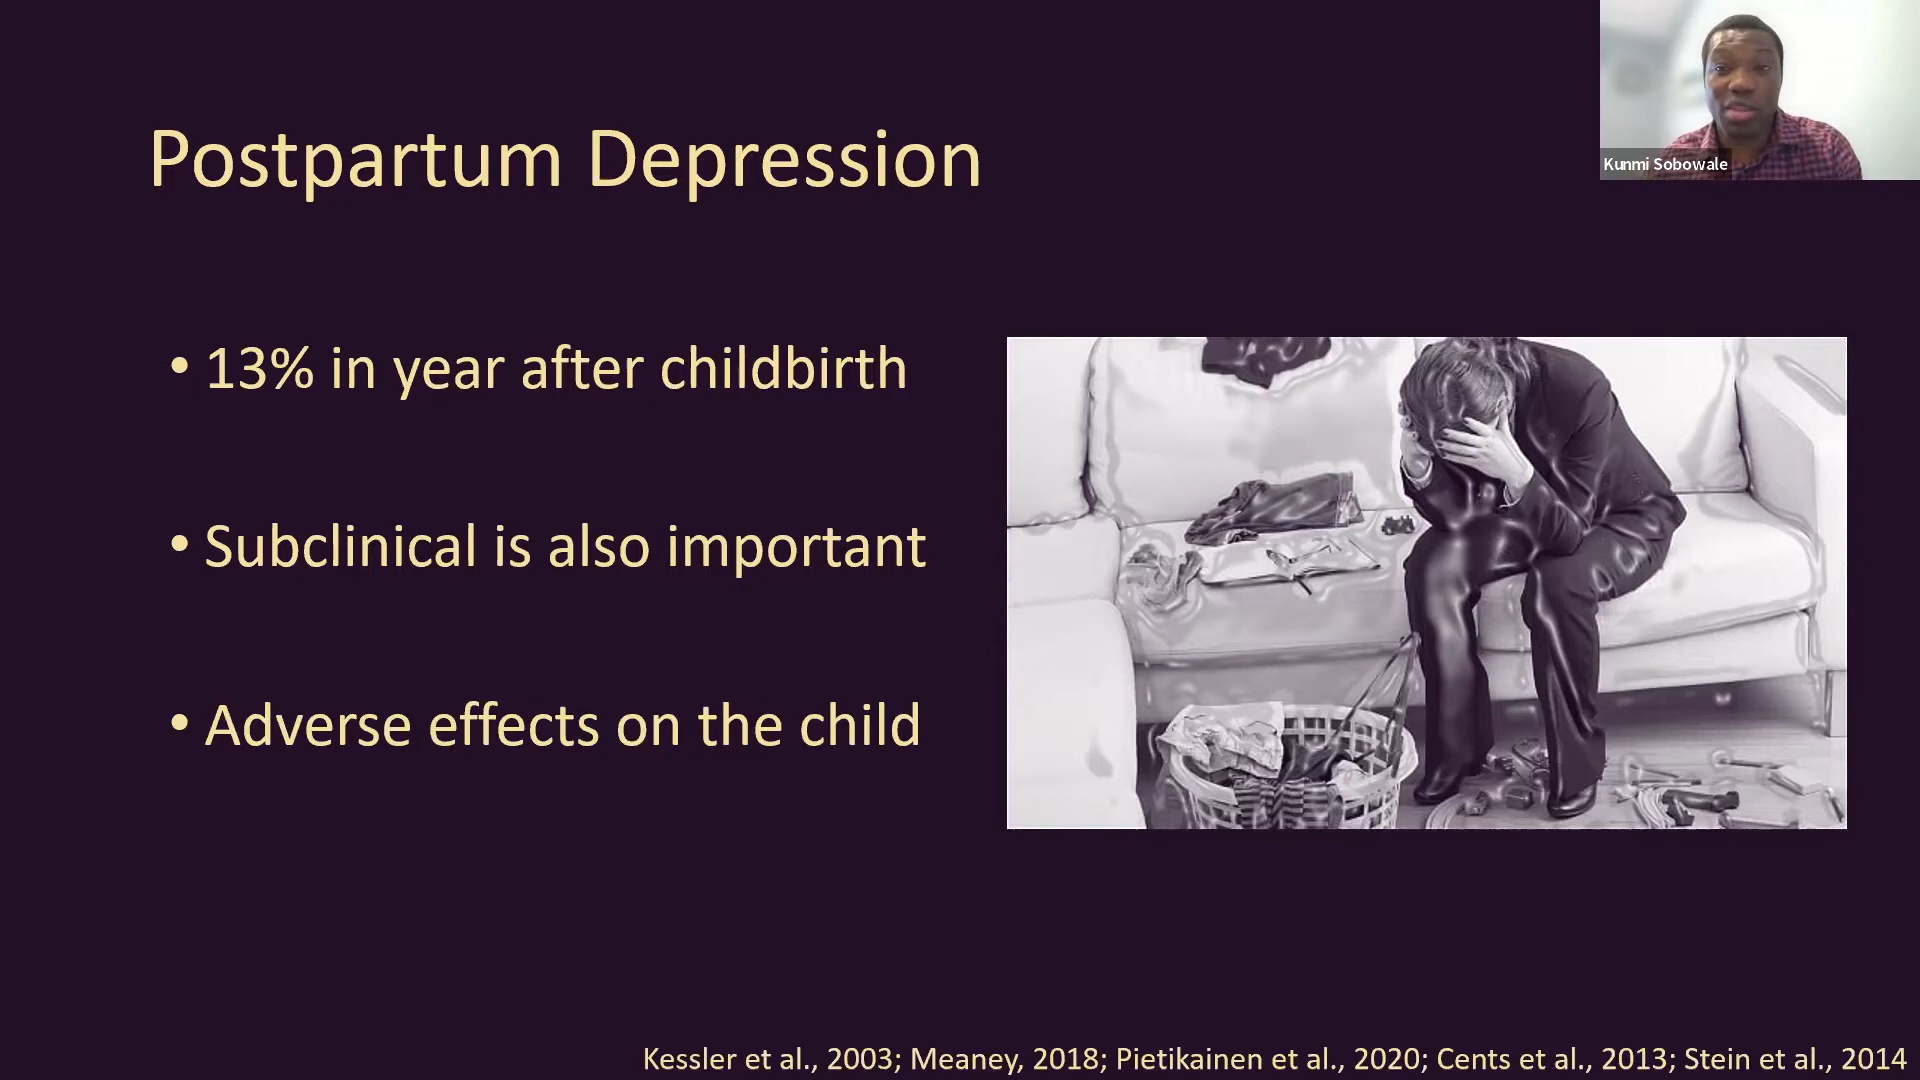 Kunmi Sobowale
Postpartum Depression
• 13% in year after childbirth
• Subclinical is also important
• Adverse effects on the child
Kessler et al., 2003; Meaney, 2018; Pietikainen et al., 2020; Cents et al., 2013; Stein et al., 2014